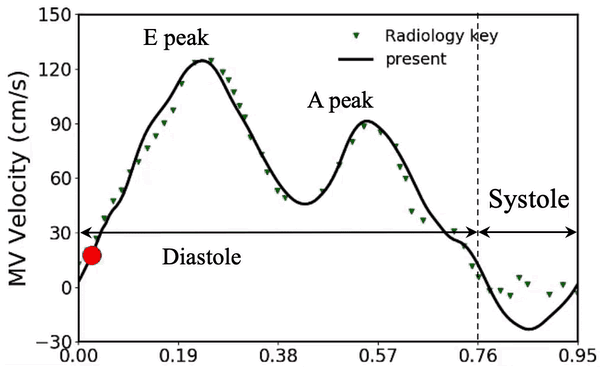 150
120
90
60
30
0
−30
MV Velocity (cm/s)
E peak
A peak
Radiology key
present
Diastole
Systole
0.00 0.19 0.38 0.57 0.76 0.95